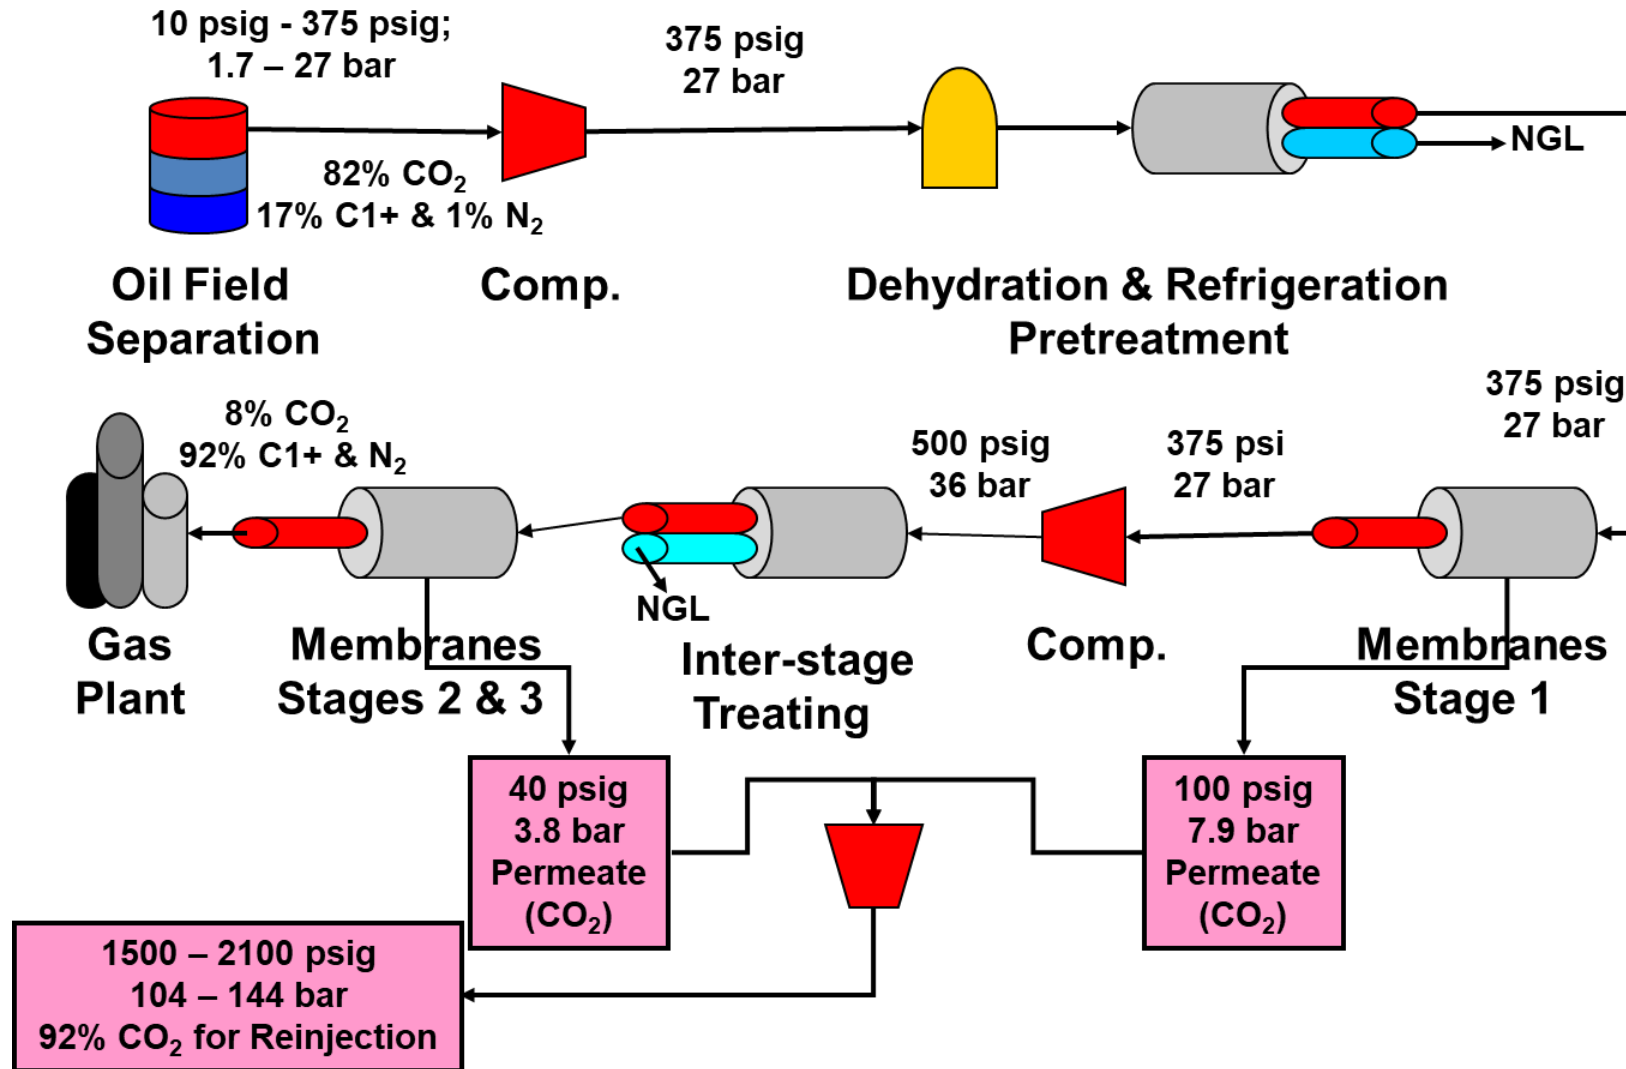 10 psig - 375 psig;
1.7 – 27 bar
375 psig
27 bar
82% CO₂
17% C1+ & 1% N₂
NGL
Oil Field
Separation
Comp.
Dehydration & Refrigeration
Pretreatment
8% CO₂
92% C1+ & N₂
500 psig
36 bar
375 psi
27 bar
375 psig
27 bar
NGL
Gas
Plant
Membranes
Stages 2 & 3
Inter-stage
Treating
Comp.
Membranes
Stage 1
40 psig
3.8 bar
Permeate
(CO₂)
100 psig
7.9 bar
Permeate
(CO₂)
1500 – 2100 psig
104 – 144 bar
92% CO₂ for Reinjection